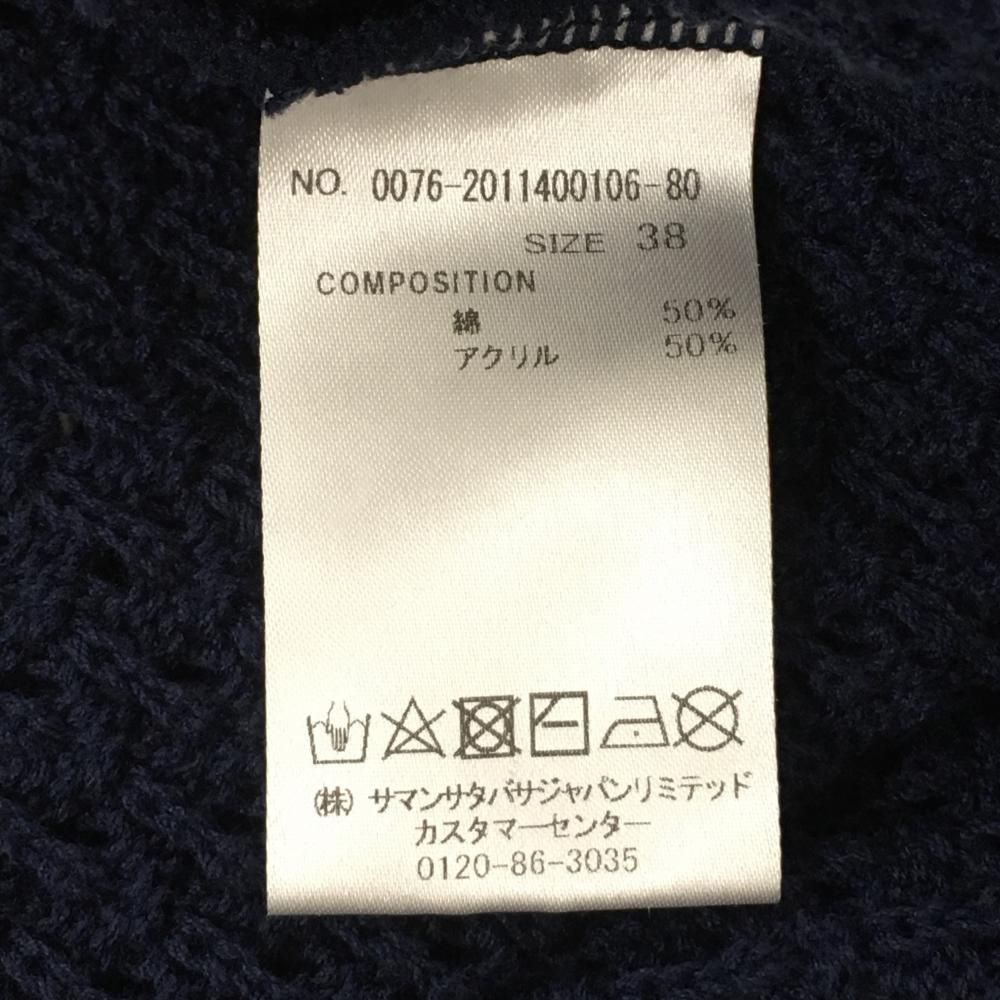 NO. 0076-2011400106-80
SIZE 38
COMPOSITION
綿 50%
アクリル 50%
㈱ サマンサタバサジャパンリミテッド
カスタマーセンター
0120-86-3035